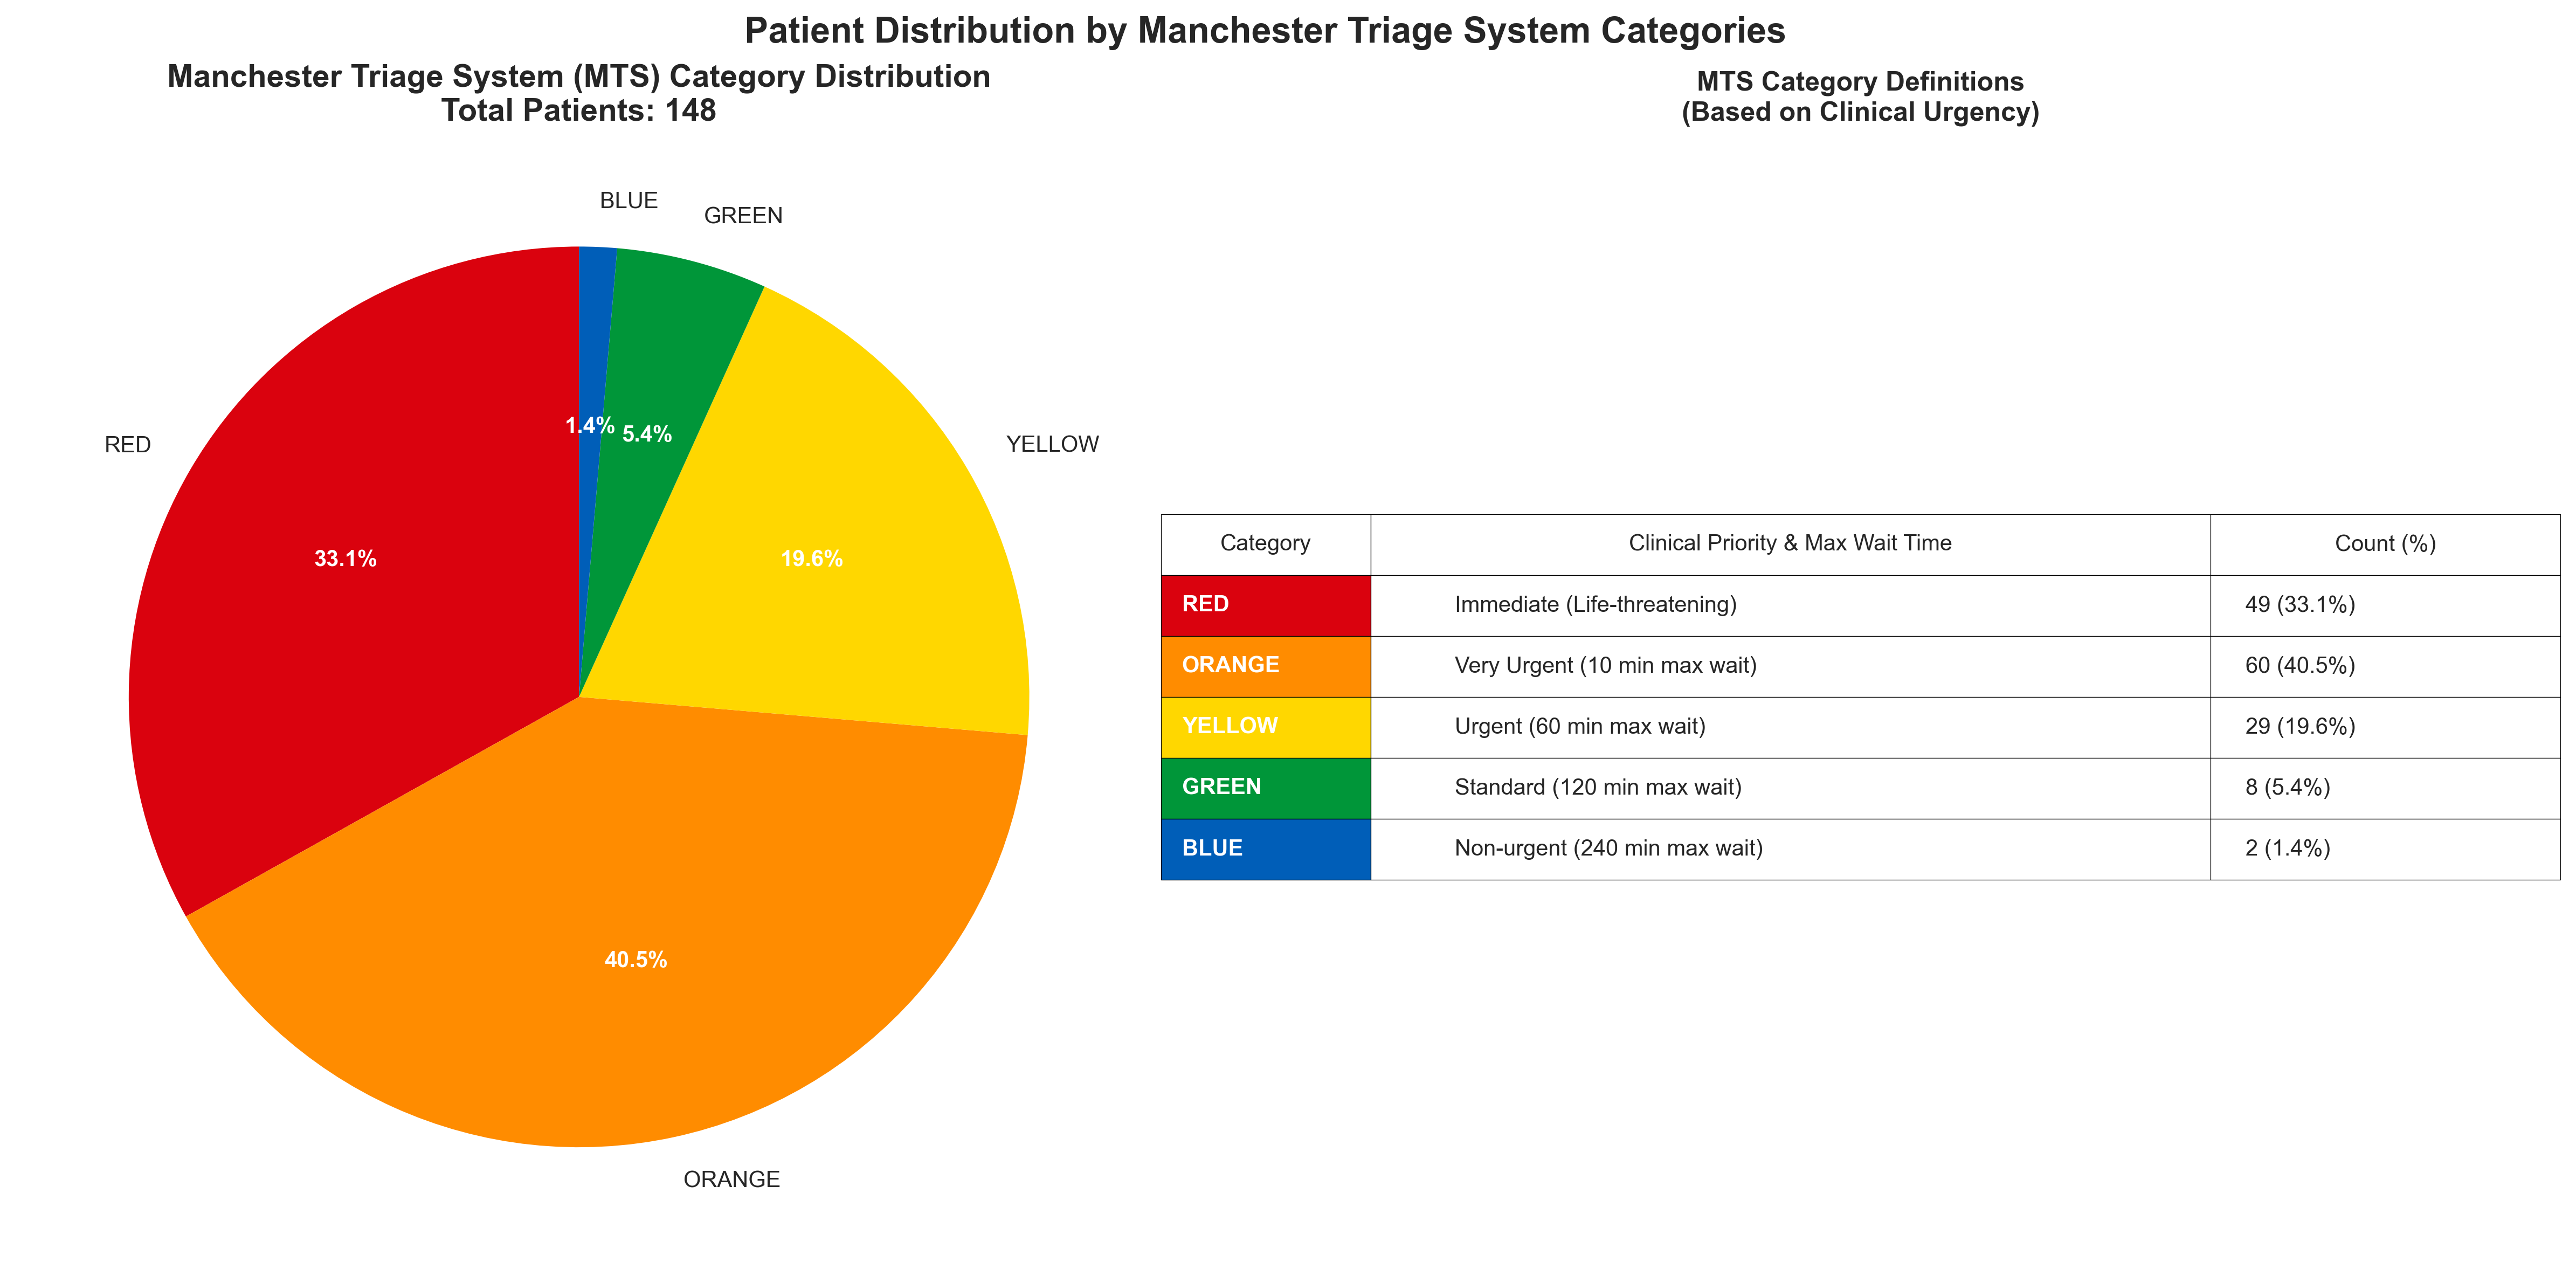 Patient Distribution by Manchester Triage System Categories
Manchester Triage System (MTS) Category Distribution
Total Patients: 148
BLUE
GREEN
YELLOW
RED
ORANGE
1.4%
5.4%
19.6%
33.1%
40.5%
MTS Category Definitions
(Based on Clinical Urgency)
Category Clinical Priority & Max Wait Time Count (%)
RED Immediate (Life-threatening) 49 (33.1%)
ORANGE Very Urgent (10 min max wait) 60 (40.5%)
YELLOW Urgent (60 min max wait) 29 (19.6%)
GREEN Standard (120 min max wait) 8 (5.4%)
BLUE Non-urgent (240 min max wait) 2 (1.4%)